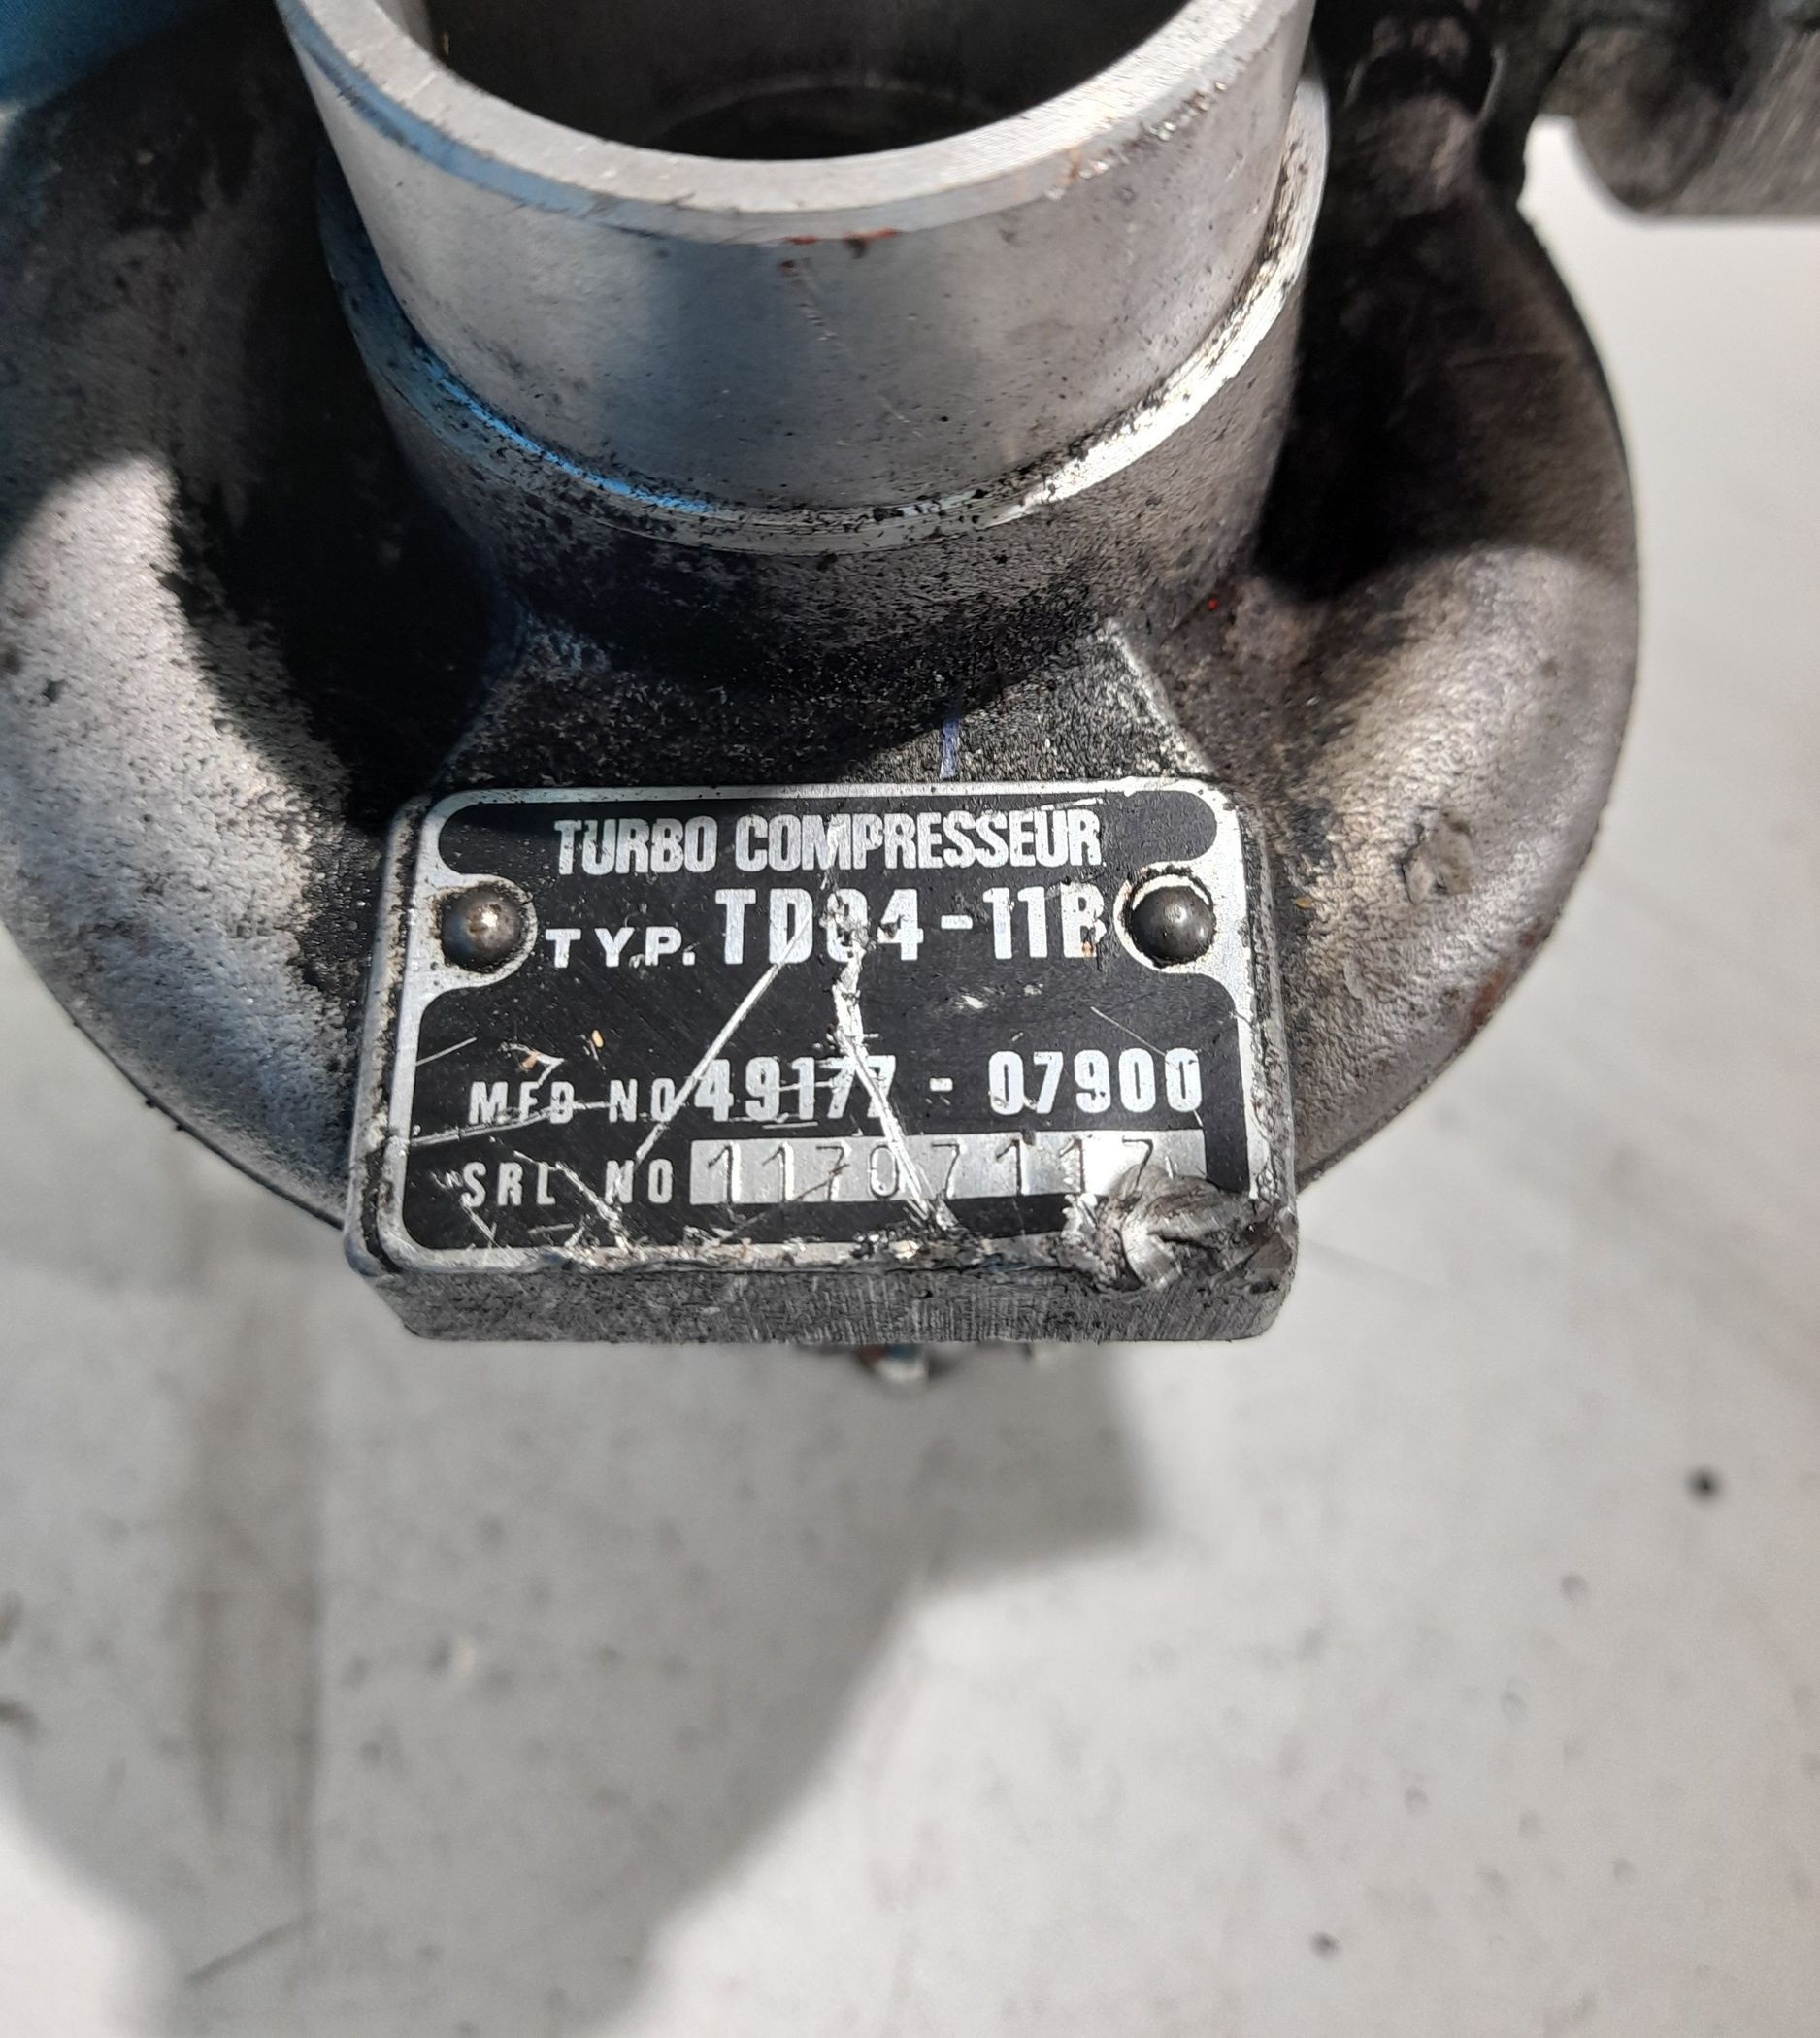 TURBO COMPRESSEUR
TYP. TD04-11B
MFD NO 49177 - 07900
SRL NO 11707117